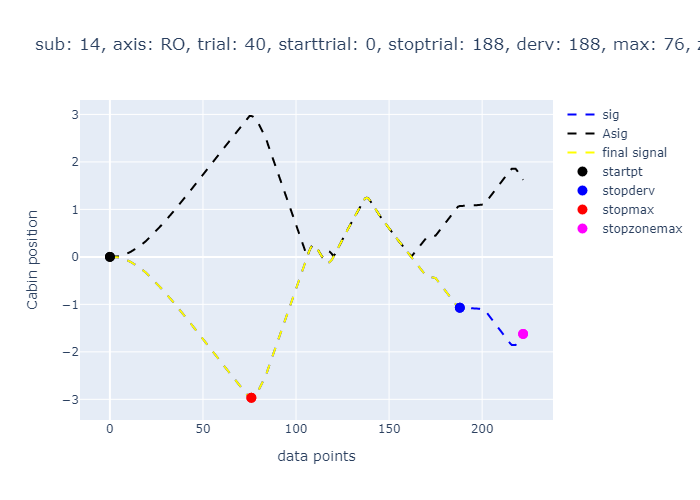 sub: 14, axis: RO, trial: 40, starttrial: 0, stoptrial: 188, derv: 188, max: 76,
3
2
1
0
−1
−2
−3
Cabin position
0 50 100 150 200
data points
sig
Asig
final signal
startpt
stopderv
stopmax
stopzonemax